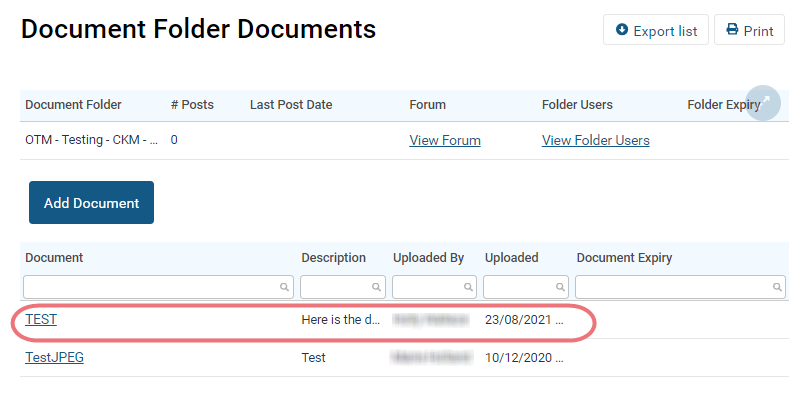 Document Folder Documents
Export list
Print
Document Folder # Posts Last Post Date Forum Folder Users Folder Expiry
OTM - Testing - CKM - ... 0 View Forum View Folder Users
Add Document
Document Description Uploaded By Uploaded Document Expiry
TEST Here is the d... 23/08/2021 ...
TestJPEG Test 10/12/2020 ...